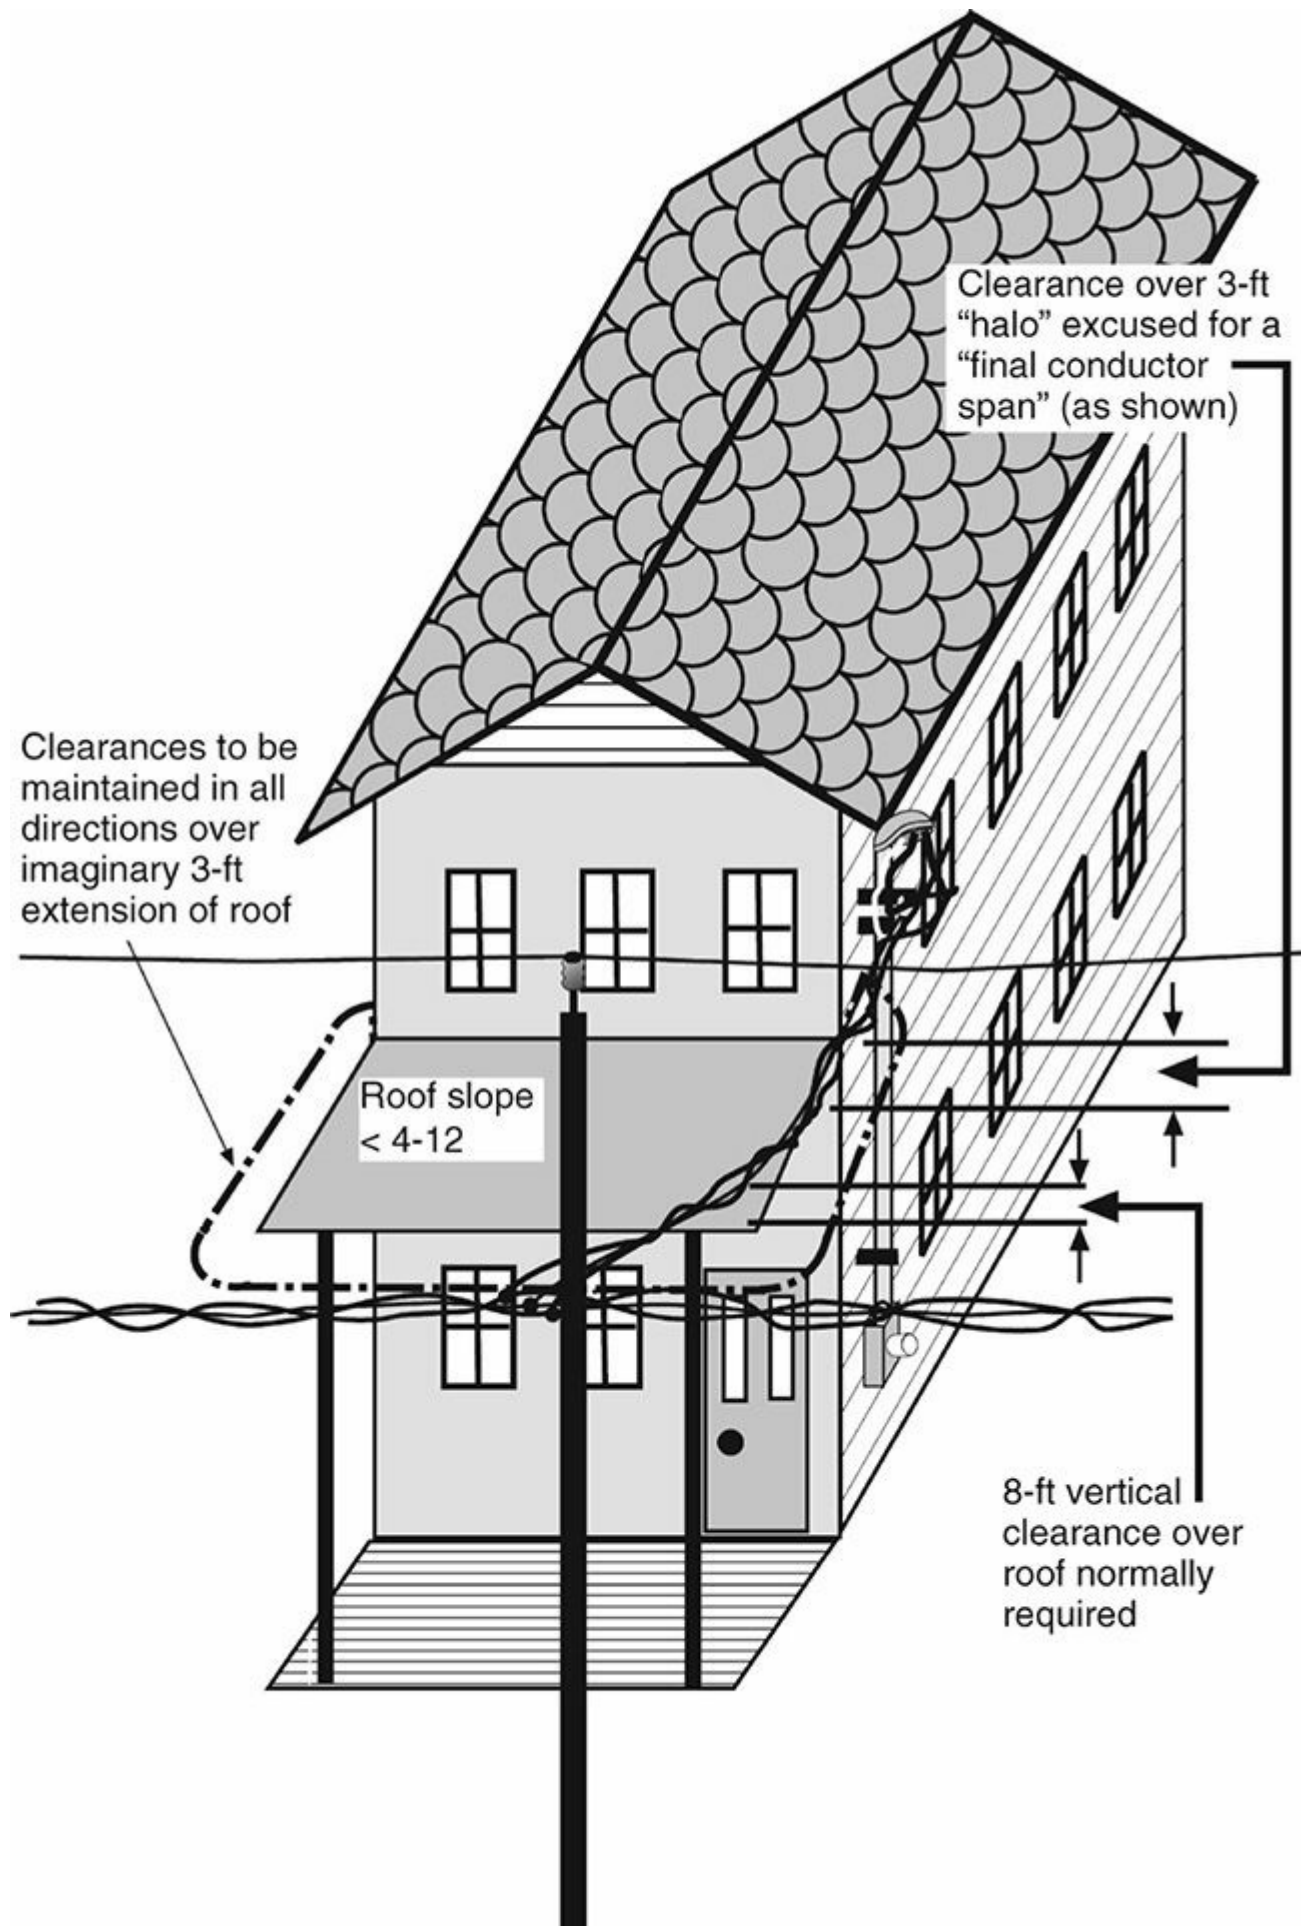 Clearance over 3-ft
“halo” excused for a
“final conductor
span” (as shown)
Clearances to be
maintained in all
directions over
imaginary 3-ft
extension of roof
Roof slope
< 4-12
8-ft vertical
clearance over
roof normally
required